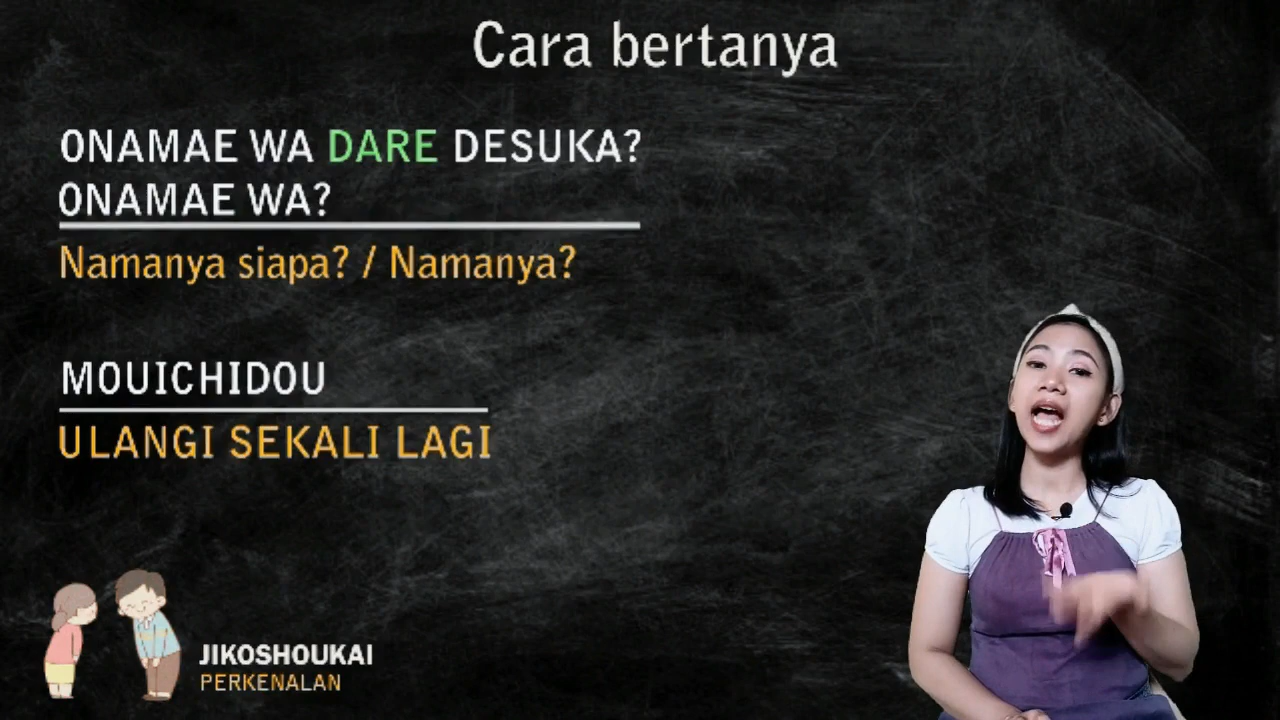 Cara bertanya
ONAMAE WA DARE DESUKA?
ONAMAE WA?
Namanya siapa? / Namanya?
MOUICHIDOU
ULANGI SEKALI LAGI
JIKOSHOUKAI
PERKENALAN